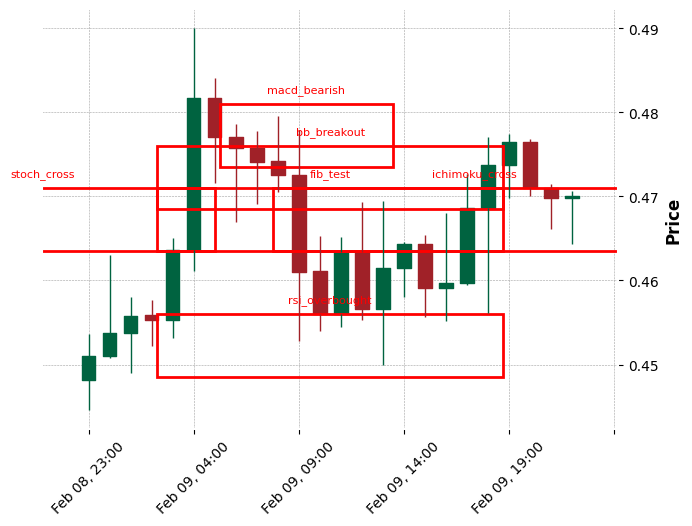 0.49
macd_bearish
0.48
bb_breakout
stoch_cross
fib_test
ichimoku_cross
0.47
Price
0.46
rsi_overbought
0.45
Feb 08, 23:00
Feb 09, 04:00
Feb 09, 09:00
Feb 09, 14:00
Feb 09, 19:00